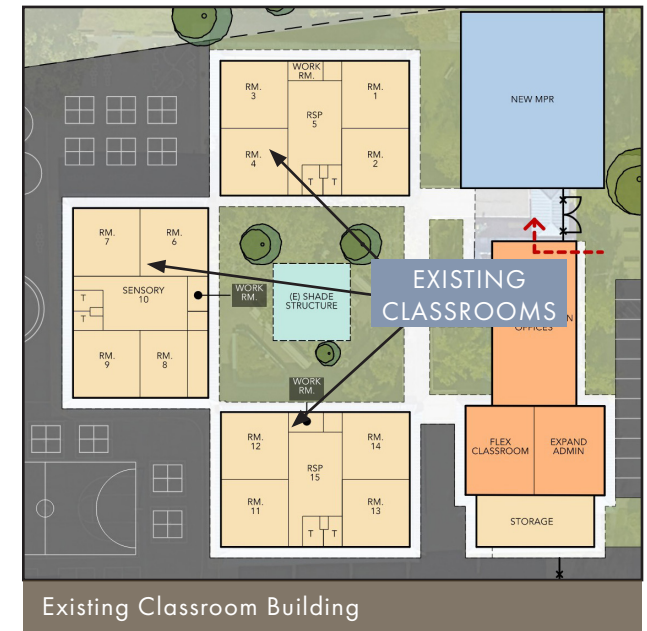 WORK
RM.
RM.
3
RM.
1
RSP
5
RM.
4
RM.
2
T
T
NEW MPR
RM.
7
RM.
6
SENSORY
10
T
T
WORK
RM.
RM.
9
RM.
8
(E) SHADE
STRUCTURE
EXISTING
CLASSROOMS
N
OFFICES
WORK
RM.
RM.
12
RM.
14
RSP
15
RM.
11
RM.
13
T
T
FLEX
CLASSROOM
EXPAND
ADMIN
STORAGE
Existing Classroom Building